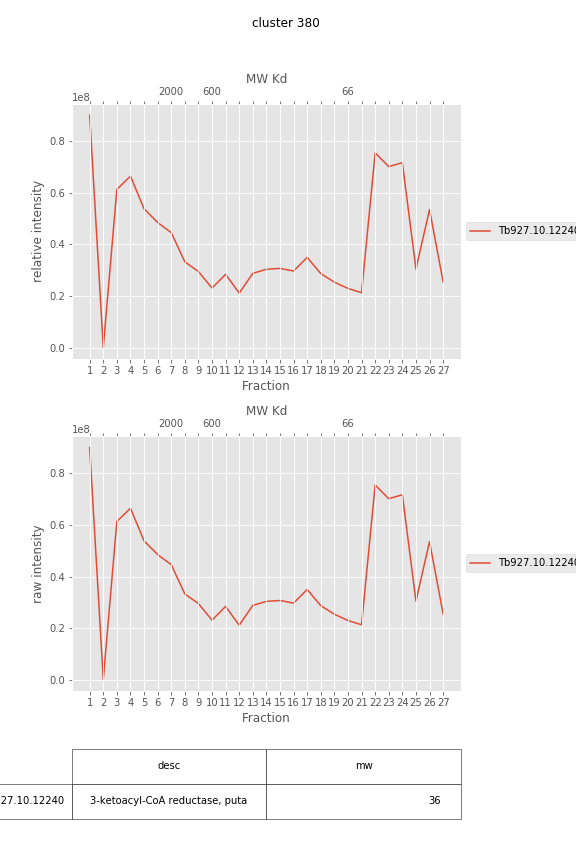 cluster 380
MW Kd
2000 600 66
1e8
0.8
0.6
0.4
0.2
0.0
relative intensity
1 2 3 4 5 6 7 8 9 10 11 12 13 14 15 16 17 18 19 20 21 22 23 24 25 26 27
Fraction
Tb927.10.12240
MW Kd
2000 600 66
1e8
0.8
0.6
0.4
0.2
0.0
raw intensity
1 2 3 4 5 6 7 8 9 10 11 12 13 14 15 16 17 18 19 20 21 22 23 24 25 26 27
Fraction
Tb927.10.12240
desc mw
27.10.12240 3-ketoacyl-CoA reductase, puta 36